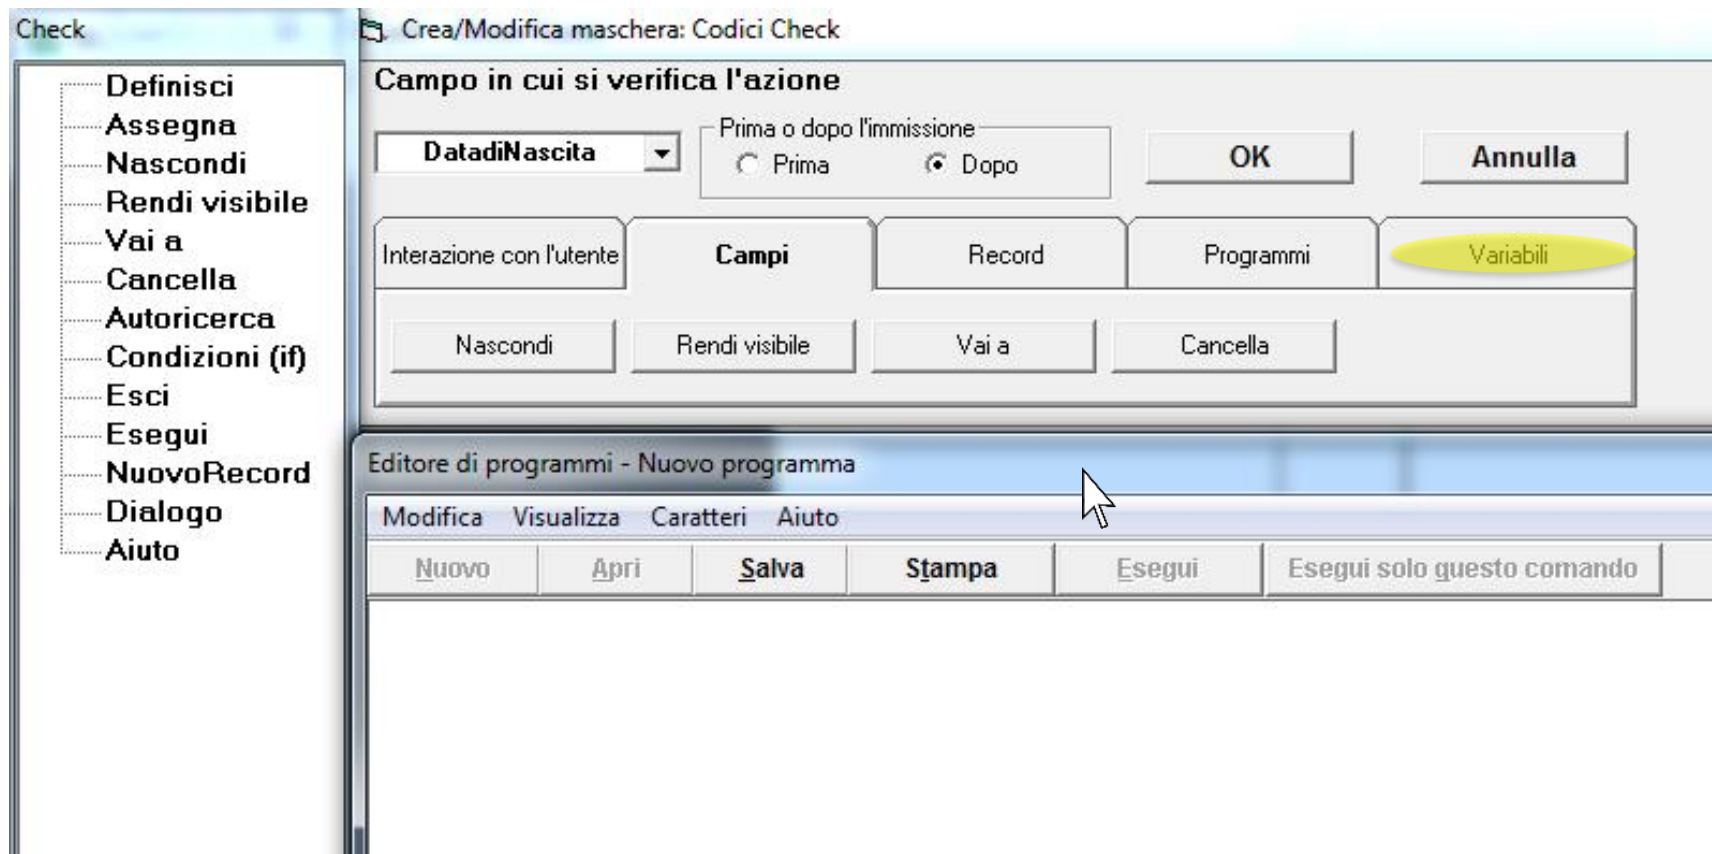 Check
Definisci
Assegna
Nascondi
Rendi visibile
Vai a
Cancella
Autoricerca
Condizioni (if)
Esci
Esegui
NuovoRecord
Dialogo
Aiuto
Crea/Modifica maschera: Codici Check
Campo in cui si verifica l'azione
DatadiNascita
Prima o dopo l'immissione
Prima Dopo
OK Annulla
Interazione con l'utente Campi Record Programmi Variabili
Nascondi Rendi visibile Vai a Cancella
Editore di programmi - Nuovo programma
Modifica Visualizza Caratteri Aiuto
Nuovo Apri Salva Stampa Esegui Esegui solo questo comando